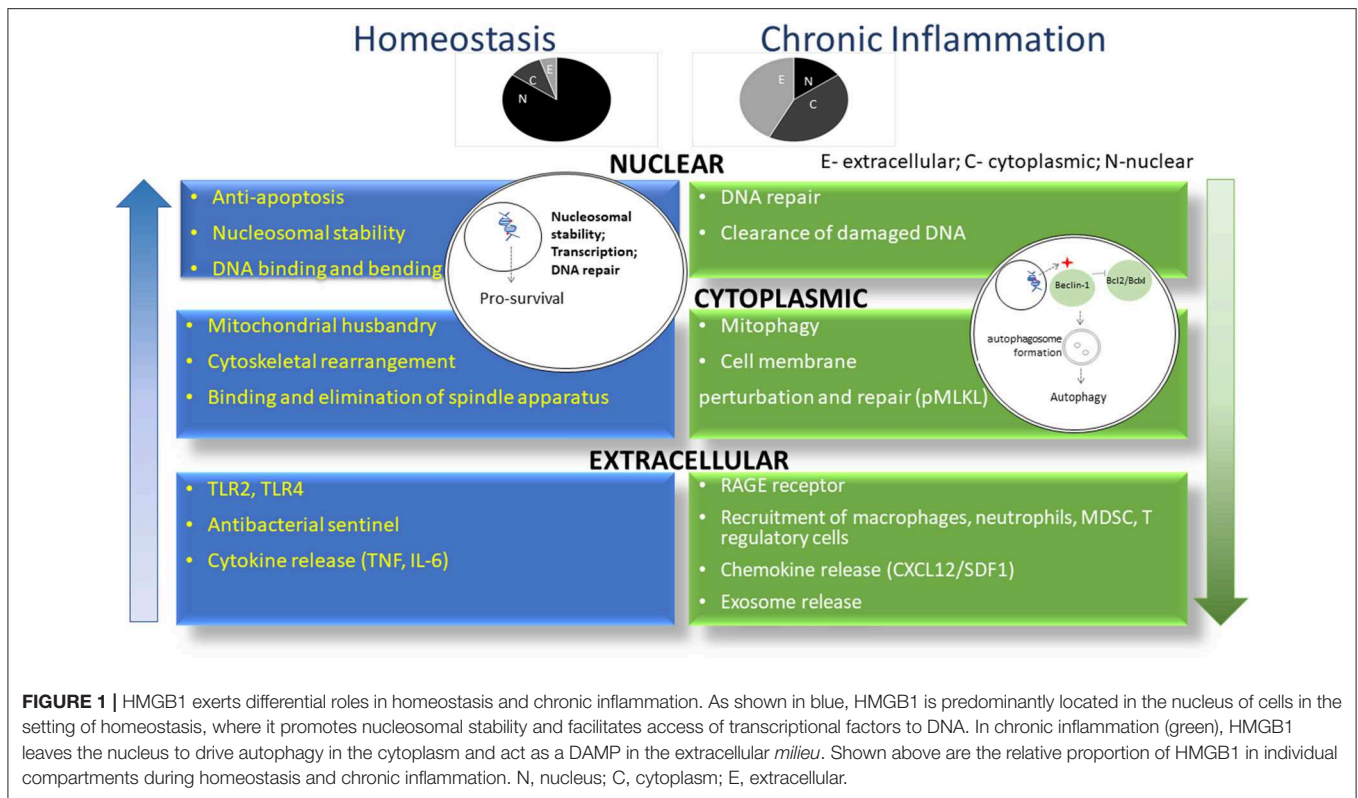 Homeostasis
Chronic Inflammation
E
C
N
E
N
C
NUCLEAR
E- extracellular; C- cytoplasmic; N-nuclear
• Anti-apoptosis
• Nucleosomal stability
• DNA binding and bending
Nucleosomal
stability;
Transcription;
DNA repair
Pro-survival
• DNA repair
• Clearance of damaged DNA
CYTOPLASMIC
• Mitochondrial husbandry
• Cytoskeletal rearrangement
• Binding and elimination of spindle apparatus
• Mitophagy
• Cell membrane
perturbation and repair (pMLKL)
Beclin-1
Bcl2/Bclxl
autophagosome
formation
Autophagy
EXTRACELLULAR
• TLR2, TLR4
• Antibacterial sentinel
• Cytokine release (TNF, IL-6)
• RAGE receptor
• Recruitment of macrophages, neutrophils, MDSC, T
regulatory cells
• Chemokine release (CXCL12/SDF1)
• Exosome release
FIGURE 1 | HMGB1 exerts differential roles in homeostasis and chronic inflammation. As shown in blue, HMGB1 is predominantly located in the nucleus of cells in the
setting of homeostasis, where it promotes nucleosomal stability and facilitates access of transcriptional factors to DNA. In chronic inflammation (green), HMGB1
leaves the nucleus to drive autophagy in the cytoplasm and act as a DAMP in the extracellular milieu. Shown above are the relative proportion of HMGB1 in individual
compartments during homeostasis and chronic inflammation. N, nucleus; C, cytoplasm; E, extracellular.